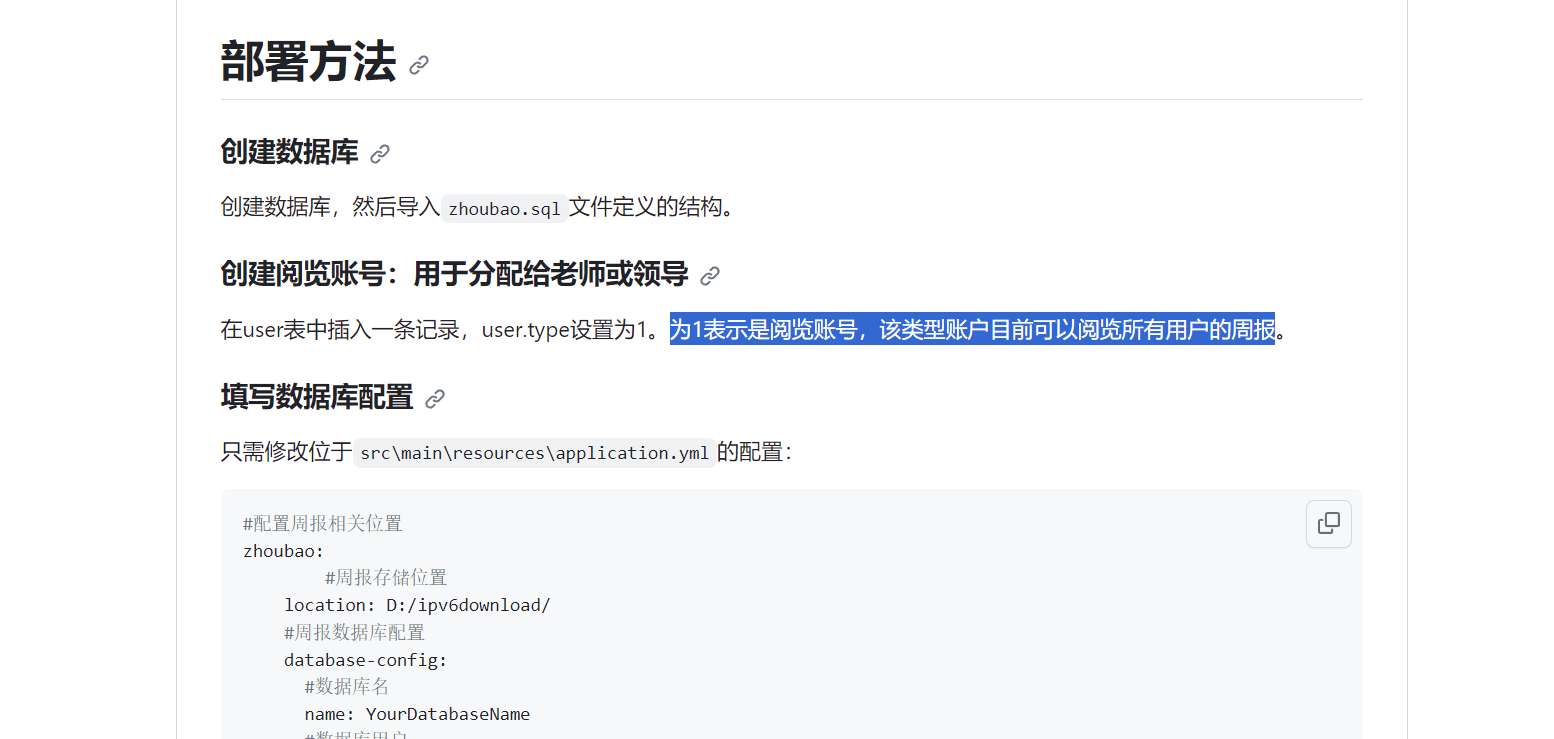 部署方法
创建数据库
创建数据库，然后导入 zhoubao.sql 文件定义的结构。
创建阅览账号：用于分配给老师或领导
在user表中插入一条记录，user.type设置为1。为1表示是阅览账号，该类型账户目前可以阅览所有用户的周报。
填写数据库配置
只需修改位于 src\main\resources\application.yml 的配置：
#配置周报相关位置
zhoubao:
#周报存储位置
location: D:/ipv6download/
#周报数据库配置
database-config:
#数据库名
name: YourDatabaseName
#数据库用户